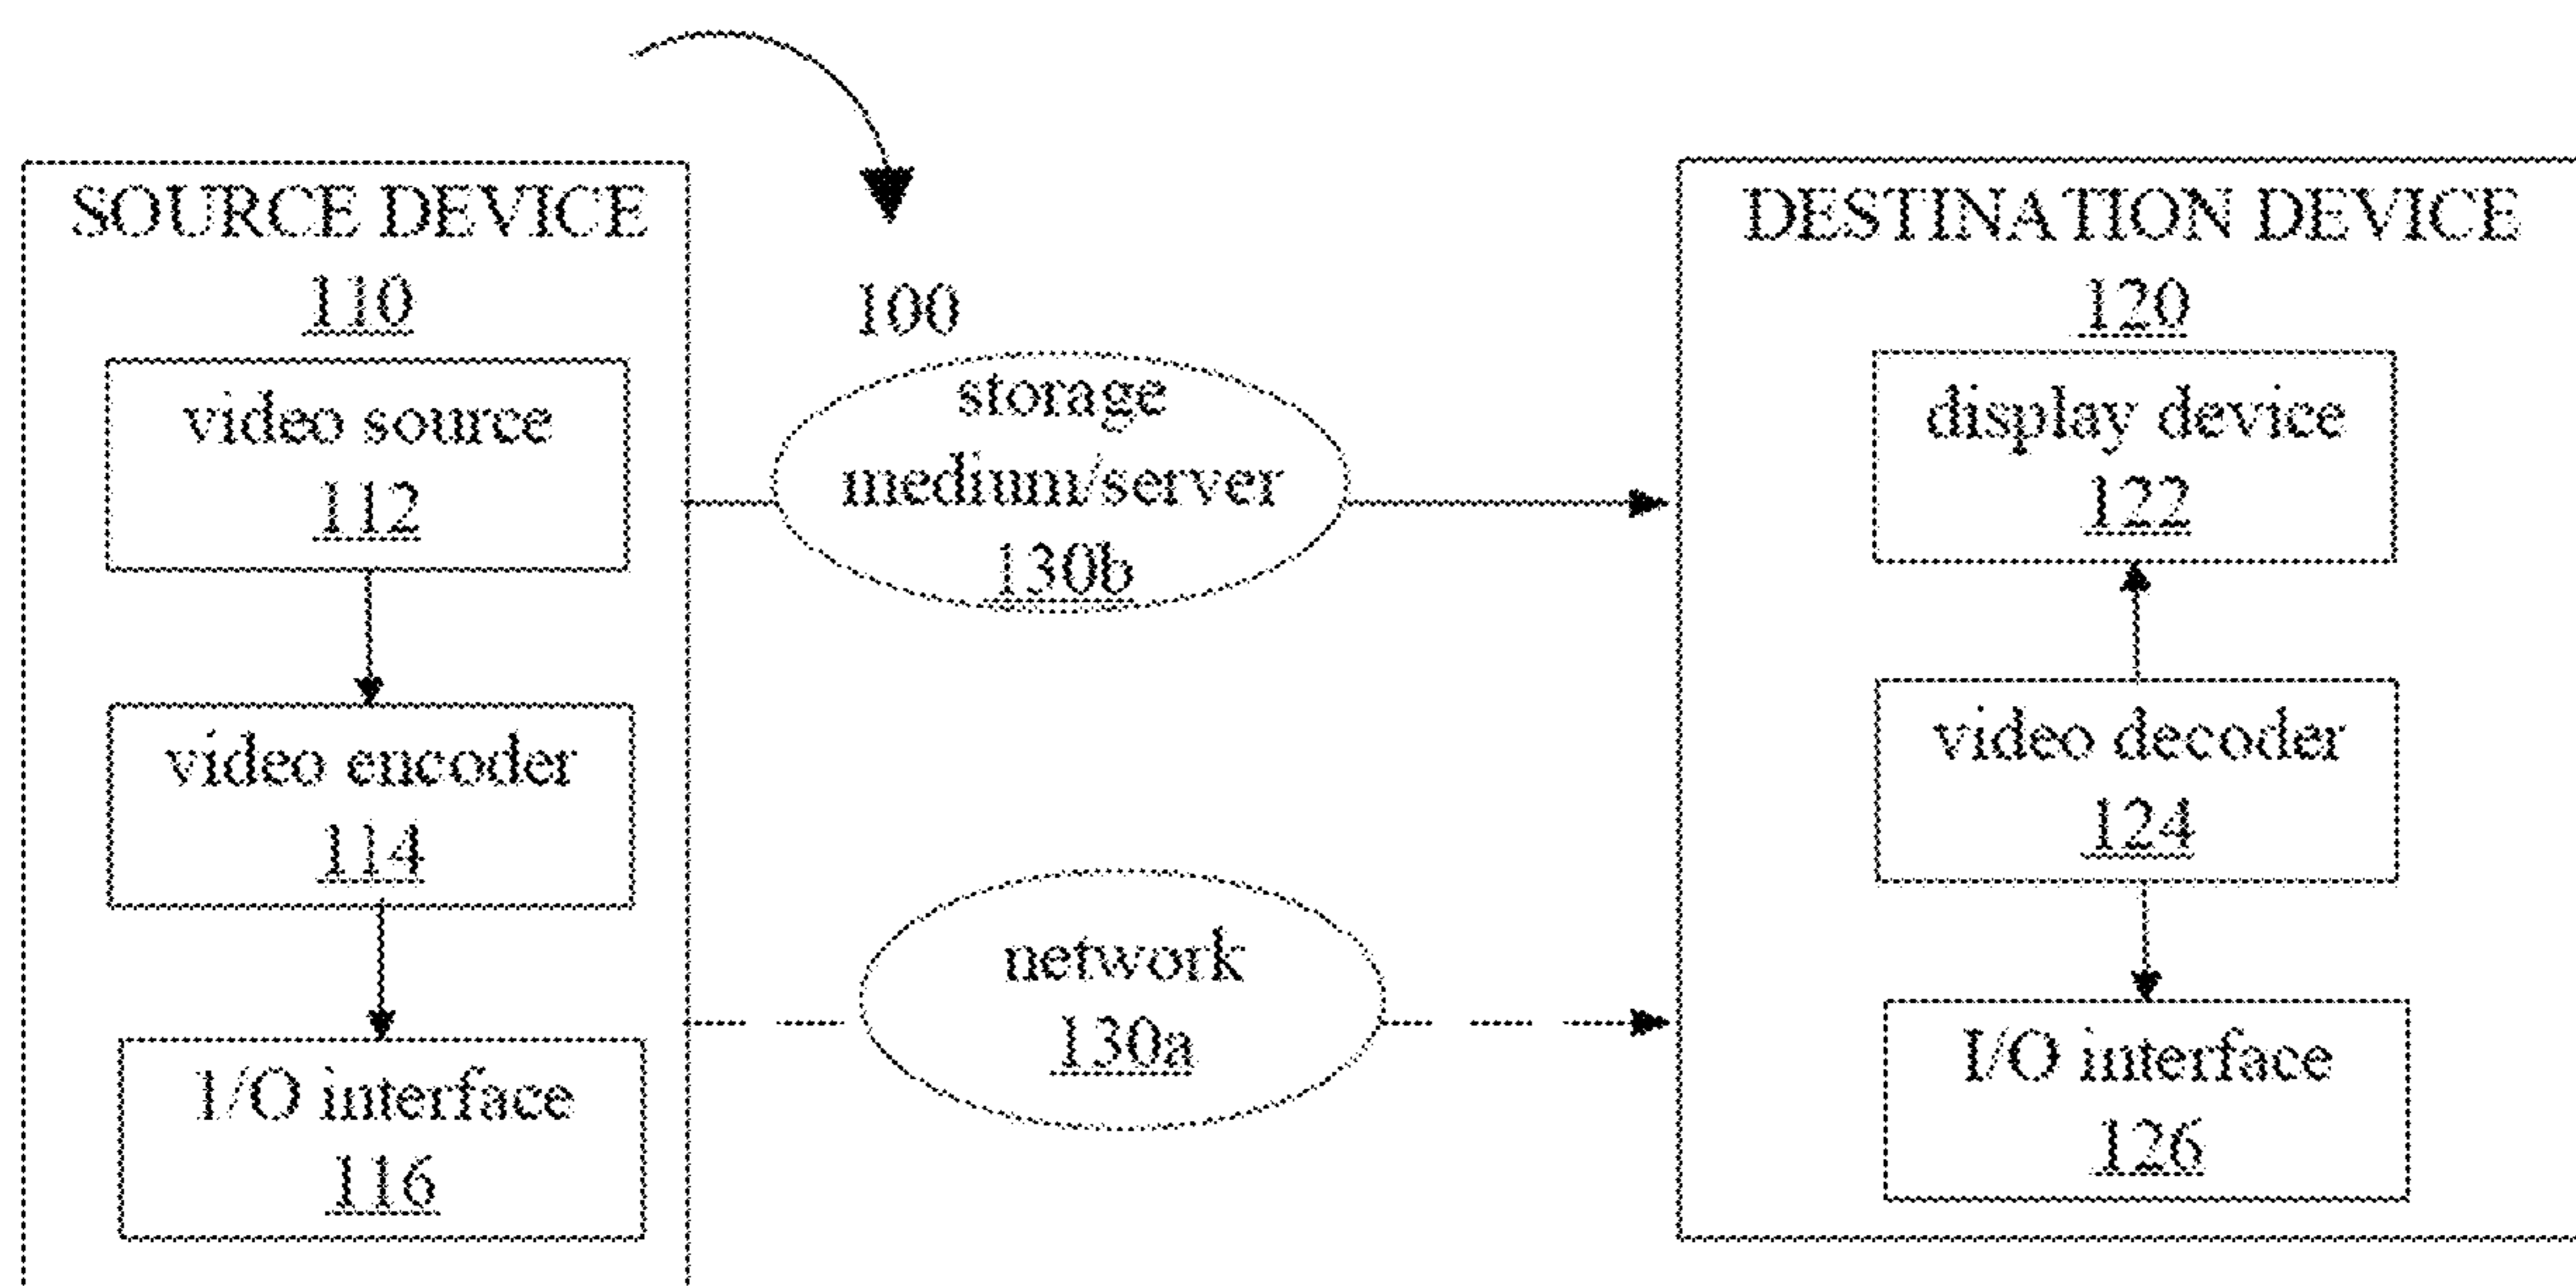 SOURCE DEVICE
110
video source
112
video encoder
114
I/O interface
116
100
storage
medium/server
130b
network
130a
DESTINATION DEVICE
120
display device
122
video decoder
124
I/O interface
126